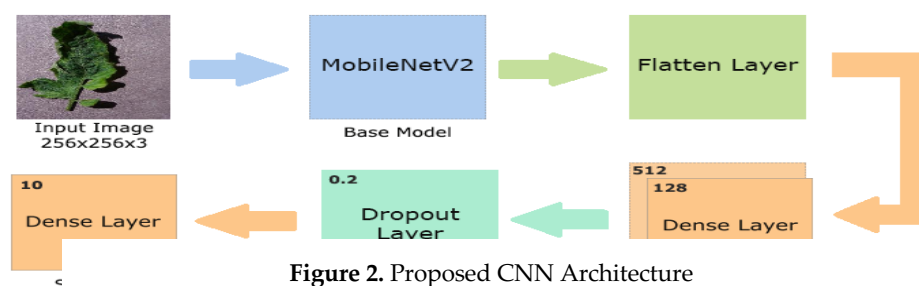 MobileNetV2
Flatten Layer
Input Image
256x256x3
Base Model
512
128
Dense Layer
0.2
Dropout
Layer
10
Dense Layer
Figure 2. Proposed CNN Architecture